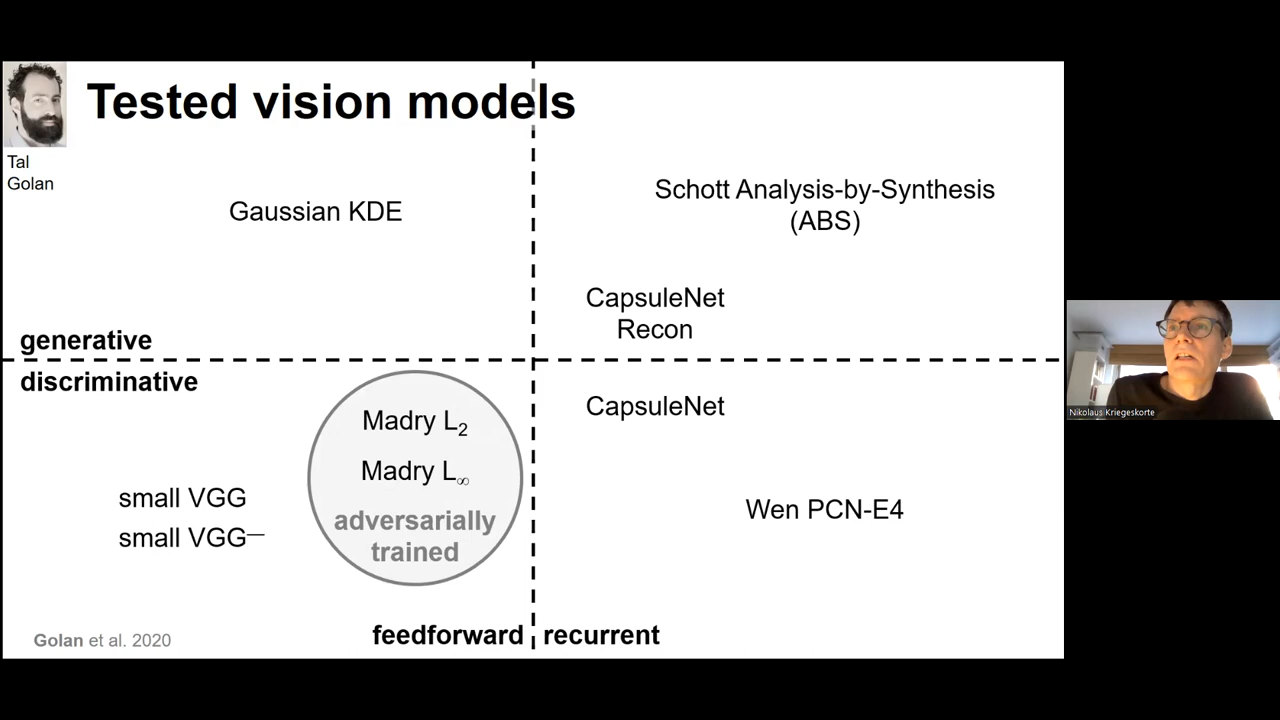 Tested vision models
Tal
Golan
Gaussian KDE
Schott Analysis-by-Synthesis
(ABS)
CapsuleNet
Recon
generative
discriminative
Madry L₂
Madry L∞
adversarially
trained
small VGG
small VGG—
CapsuleNet
Wen PCN-E4
feedforward
recurrent
Golan et al. 2020
Nikolaus Kriegeskorte